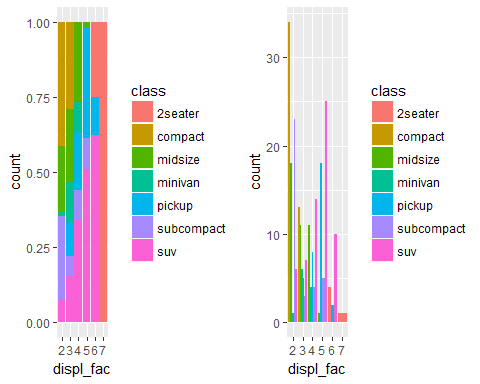 1.00
0.75
0.50
0.25
0.00
count
2 3 4 5 6 7
displ_fac
class
2seater
compact
midsize
minivan
pickup
subcompact
suv
30
20
10
0
count
2 3 4 5 6 7
displ_fac
class
2seater
compact
midsize
minivan
pickup
subcompact
suv